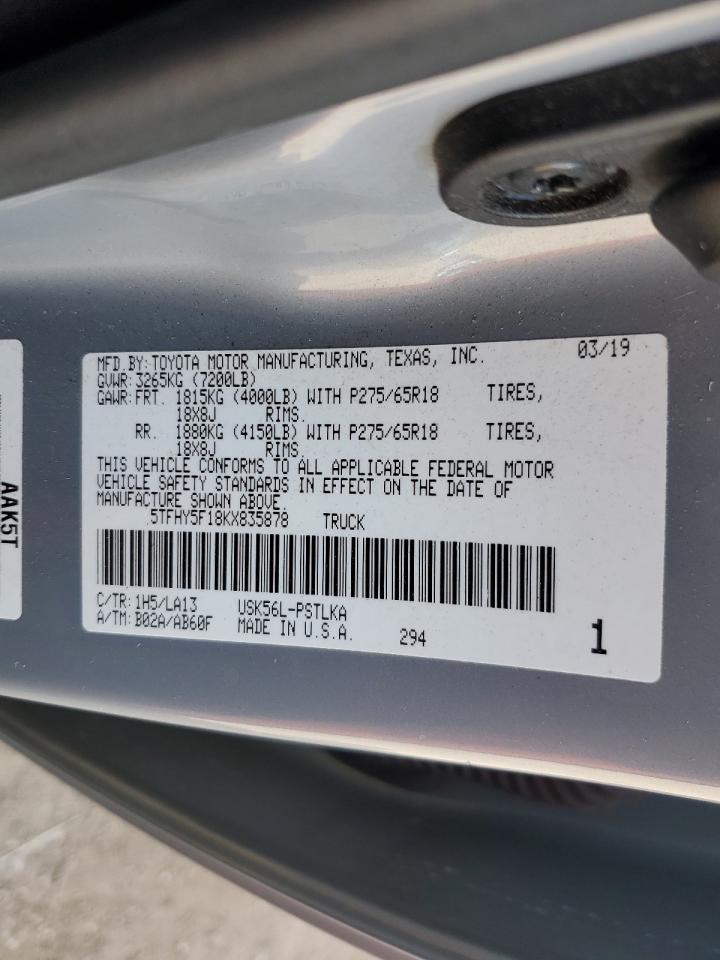 MFD.BY:TOYOTA MOTOR MANUFACTURING, TEXAS, INC. 03/19
GVWR:3265KG (7200LB)
GAWR:FRT. 1815KG (4000LB) WITH P275/65R18 TIRES,
18X8J RIMS.
RR. 1880KG (4150LB) WITH P275/65R18 TIRES,
18X8J RIMS.
THIS VEHICLE CONFORMS TO ALL APPLICABLE FEDERAL MOTOR
VEHICLE SAFETY STANDARDS IN EFFECT ON THE DATE OF
MANUFACTURE SHOWN ABOVE.
5TFHY5F18KX835878 TRUCK
C/TR:1H5/LA13 USK56L-PSTLKA
A/TM:B02A/AB60F MADE IN U.S.A. 294 1
AAK5T